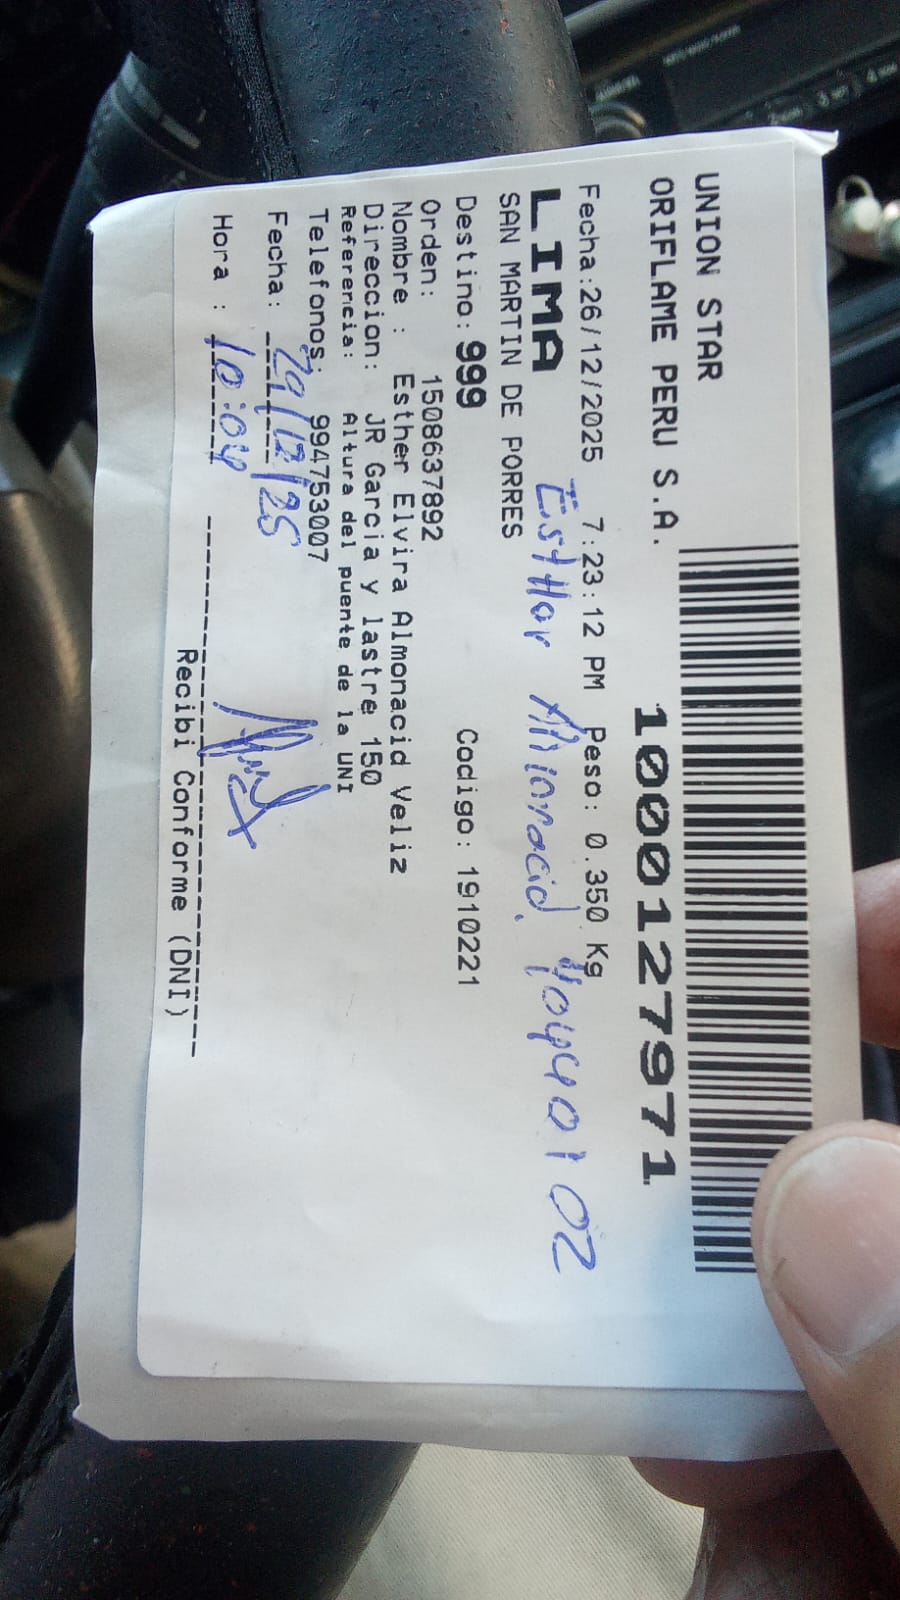 UNION STAR
ORIFLAME PERU S.A.
1000127971
Fecha:26/12/2025 7:23:12 PM Peso: 0.350 Kg
LIMA Esther Almonacid. 40440102
SAN MARTIN DE PORRES
Destino: 999 Codigo: 1910221
Orden: 1508637892
Nombre : Esther Elvira Almonacid Veliz
Direccion: JR Garcia y lastre 150
Referencia: Altura del puente de la UNI
Telefonos: 994753007
Fecha: 29/12/25
Hora : 10:04
Recibi Conforme (DNI)